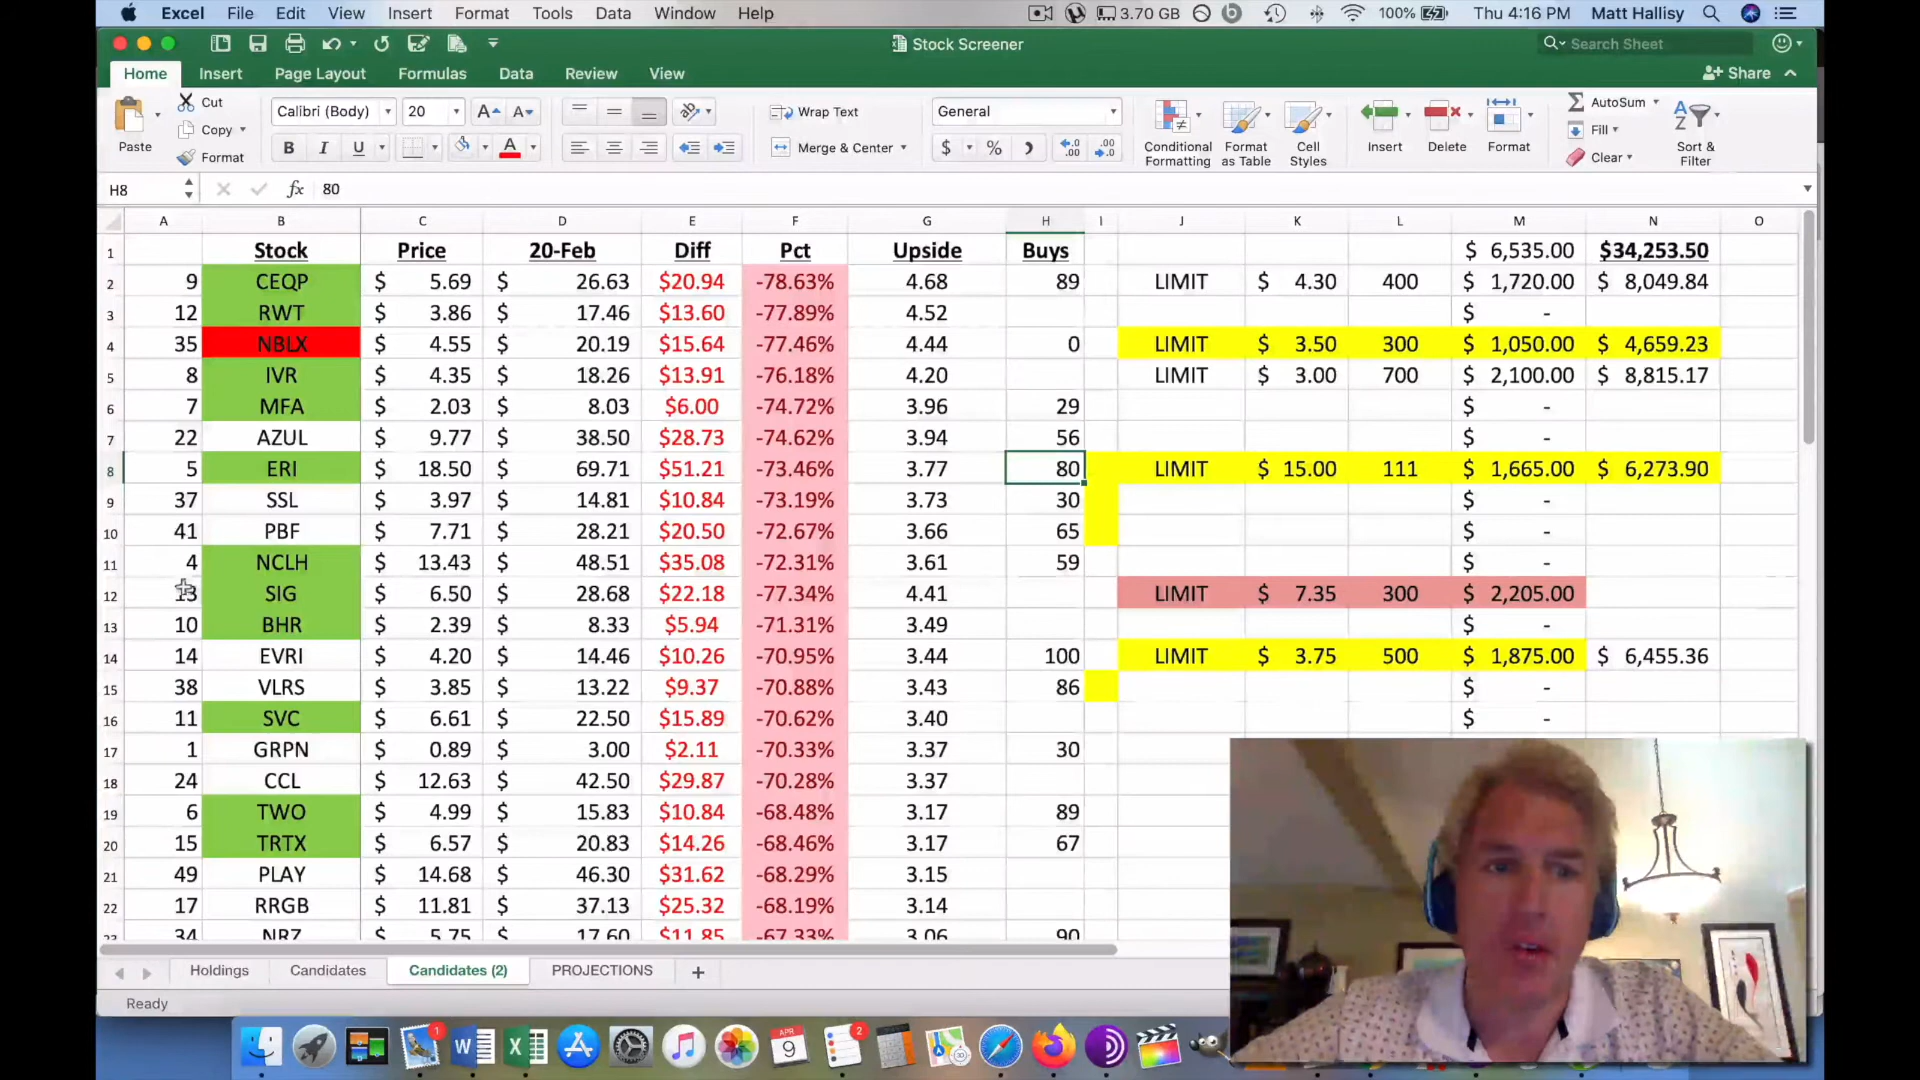 Excel File Edit View Insert Format Tools Data Window Help 3.70 GB 100% Thu 4:16 PM Matt Hallisy
Stock Screener Search Sheet
Home Insert Page Layout Formulas Data Review View Share
Paste Cut Copy Format Calibri (Body) 20 Wrap Text Merge & Center General Conditional Formatting Format as Table Cell Styles Insert Delete Format AutoSum Fill Clear Sort & Filter
H8 fx 80
A B C D E F G H I J K L M N O
1 Stock Price 20-Feb Diff Pct Upside Buys $ 6,535.00 $34,253.50
2 9 CEQP $ 5.69 $ 26.63 $20.94 -78.63% 4.68 89 LIMIT $ 4.30 400 $ 1,720.00 $ 8,049.84
3 12 RWT $ 3.86 $ 17.46 $13.60 -77.89% 4.52 $ -
4 35 NBLX $ 4.55 $ 20.19 $15.64 -77.46% 4.44 0 LIMIT $ 3.50 300 $ 1,050.00 $ 4,659.23
5 8 IVR $ 4.35 $ 18.26 $13.91 -76.18% 4.20 LIMIT $ 3.00 700 $ 2,100.00 $ 8,815.17
6 7 MFA $ 2.03 $ 8.03 $6.00 -74.72% 3.96 29 $ -
7 22 AZUL $ 9.77 $ 38.50 $28.73 -74.62% 3.94 56 $ -
8 5 ERI $ 18.50 $ 69.71 $51.21 -73.46% 3.77 80 LIMIT $ 15.00 111 $ 1,665.00 $ 6,273.90
9 37 SSL $ 3.97 $ 14.81 $10.84 -73.19% 3.73 30 $ -
10 41 PBF $ 7.71 $ 28.21 $20.50 -72.67% 3.66 65 $ -
11 4 NCLH $ 13.43 $ 48.51 $35.08 -72.31% 3.61 59 $ -
12 13 SIG $ 6.50 $ 28.68 $22.18 -77.34% 4.41 LIMIT $ 7.35 300 $ 2,205.00
13 10 BHR $ 2.39 $ 8.33 $5.94 -71.31% 3.49 $ -
14 14 EVRI $ 4.20 $ 14.46 $10.26 -70.95% 3.44 100 LIMIT $ 3.75 500 $ 1,875.00 $ 6,455.36
15 38 VLRS $ 3.85 $ 13.22 $9.37 -70.88% 3.43 86 $ -
16 11 SVC $ 6.61 $ 22.50 $15.89 -70.62% 3.40 $ -
17 1 GRPN $ 0.89 $ 3.00 $2.11 -70.33% 3.37 30
18 24 CCL $ 12.63 $ 42.50 $29.87 -70.28% 3.37
19 6 TWO $ 4.99 $ 15.83 $10.84 -68.48% 3.17 89
20 15 TRTX $ 6.57 $ 20.83 $14.26 -68.46% 3.17 67
21 49 PLAY $ 14.68 $ 46.30 $31.62 -68.29% 3.15
22 17 RRGB $ 11.81 $ 37.13 $25.32 -68.19% 3.14
23 34 NRZ $ 5.75 $ 17.60 $11.85 -67.33% 3.06 90
Holdings Candidates Candidates (2) PROJECTIONS
Ready
1 APR 9 2